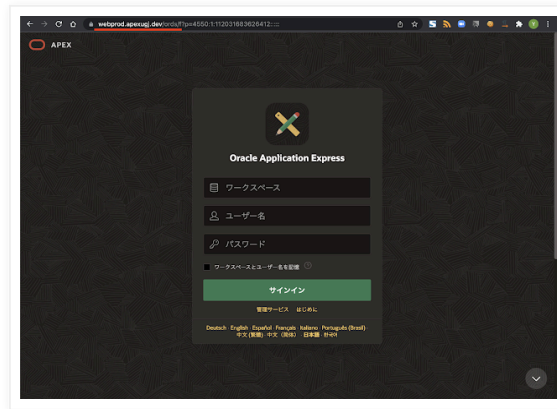 webprod.apexugj.dev/ords/f?p=4550:1:112031683626412:::::
APEX
Oracle Application Express
ワークスペース
ユーザー名
パスワード
ワークスペースとユーザー名を記憶
サインイン
管理サービス はじめに
Deutsch · English · Español · Français · Italiano · Português (Brasil) ·
中文 (繁體) · 中文 (简体) · 日本語 · 한국어